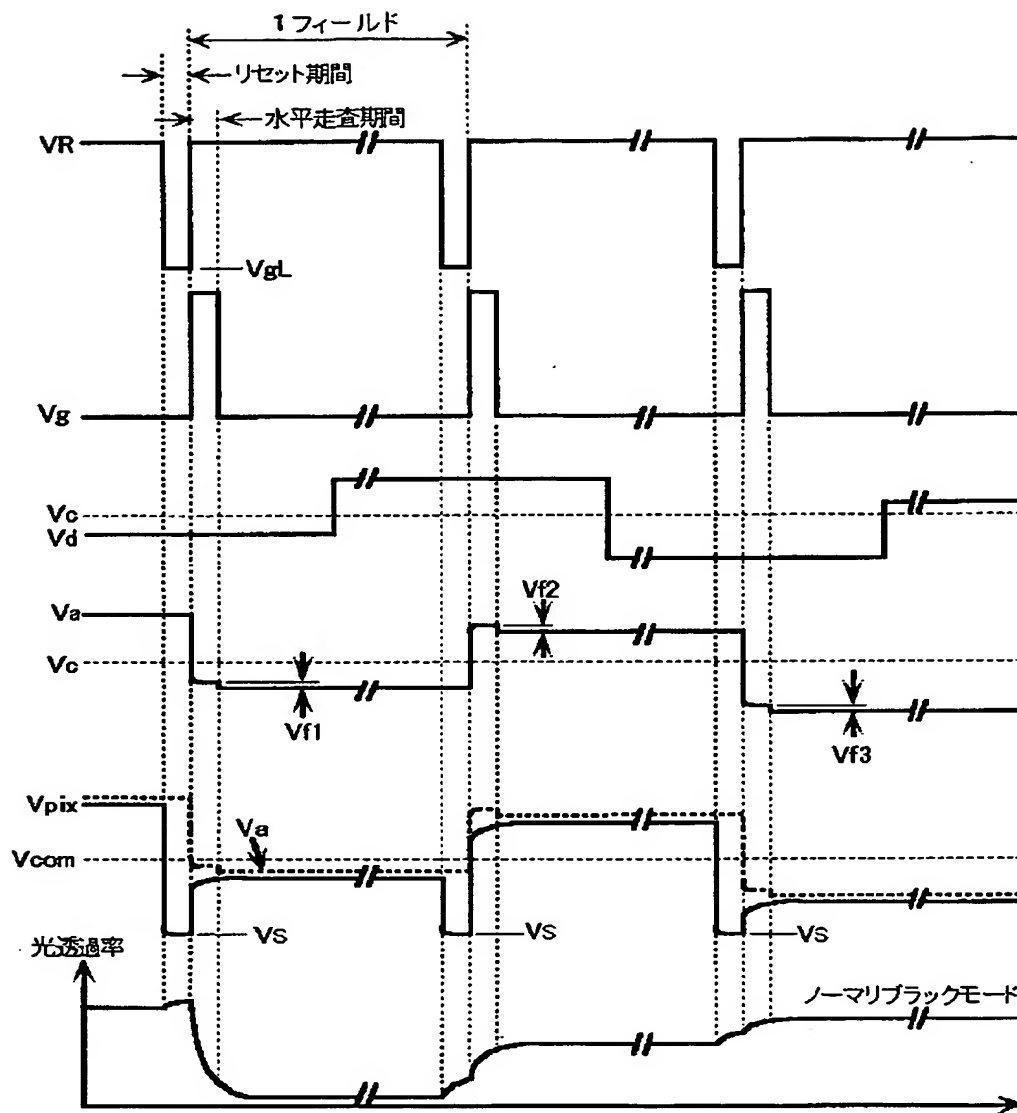 1フィールド
リセット期間
水平走査期間
VR
VgL
Vg
Vc
Vd
Vf2
Va
Vc
Vf1
Vf3
Vpix
Va
Vcom
VS
VS
VS
光透過率
ノーマリブラックモード